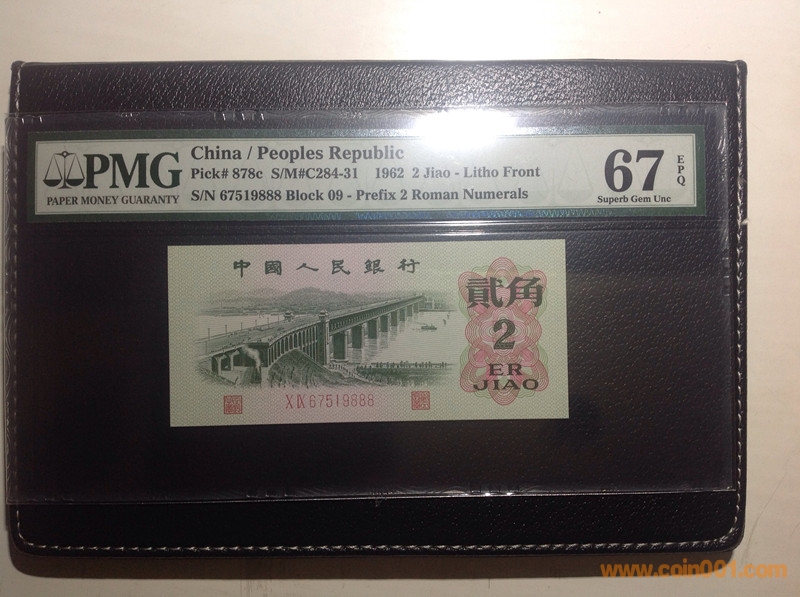 PMG
PAPER MONEY GUARANTY
China / Peoples Republic
Pick# 878c S/M#C284-31 1962 2 Jiao - Litho Front
S/N 67519888 Block 09 - Prefix 2 Roman Numerals
67
EPQ
Superb Gem Unc
中國人民銀行
貳角
2
ER
JIAO
X IX 67519888
www.coin001.com